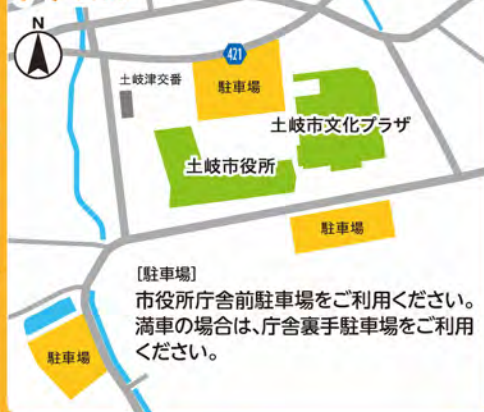 N
421
土岐津交番
駐車場
土岐市文化プラザ
土岐市役所
駐車場
[駐車場]
市役所庁舎前駐車場をご利用ください。
満車の場合は、庁舎裏手駐車場をご利用
ください。
駐車場